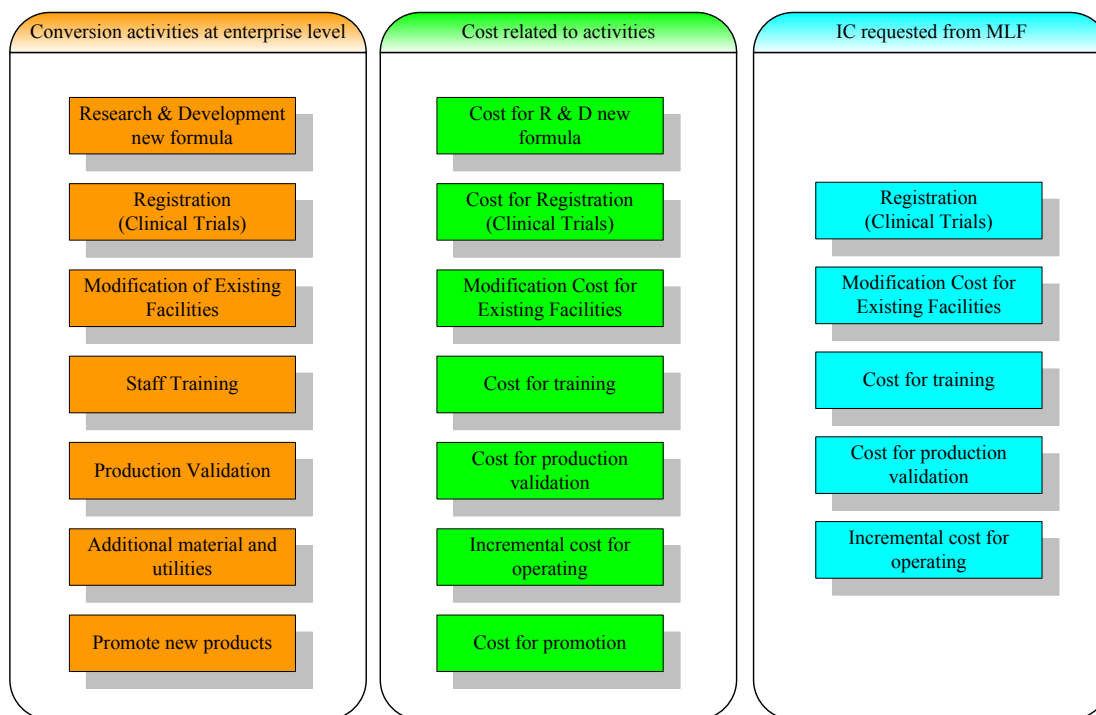 Conversion activities at enterprise level
Research & Development
new formula
Registration
(Clinical Trials)
Modification of Existing
Facilities
Staff Training
Production Validation
Additional material and
utilities
Promote new products
Cost related to activities
Cost for R & D new
formula
Cost for Registration
(Clinical Trials)
Modification Cost for
Existing Facilities
Cost for training
Cost for production
validation
Incremental cost for
operating
Cost for promotion
IC requested from MLF
Registration
(Clinical Trials)
Modification Cost for
Existing Facilities
Cost for training
Cost for production
validation
Incremental cost for
operating